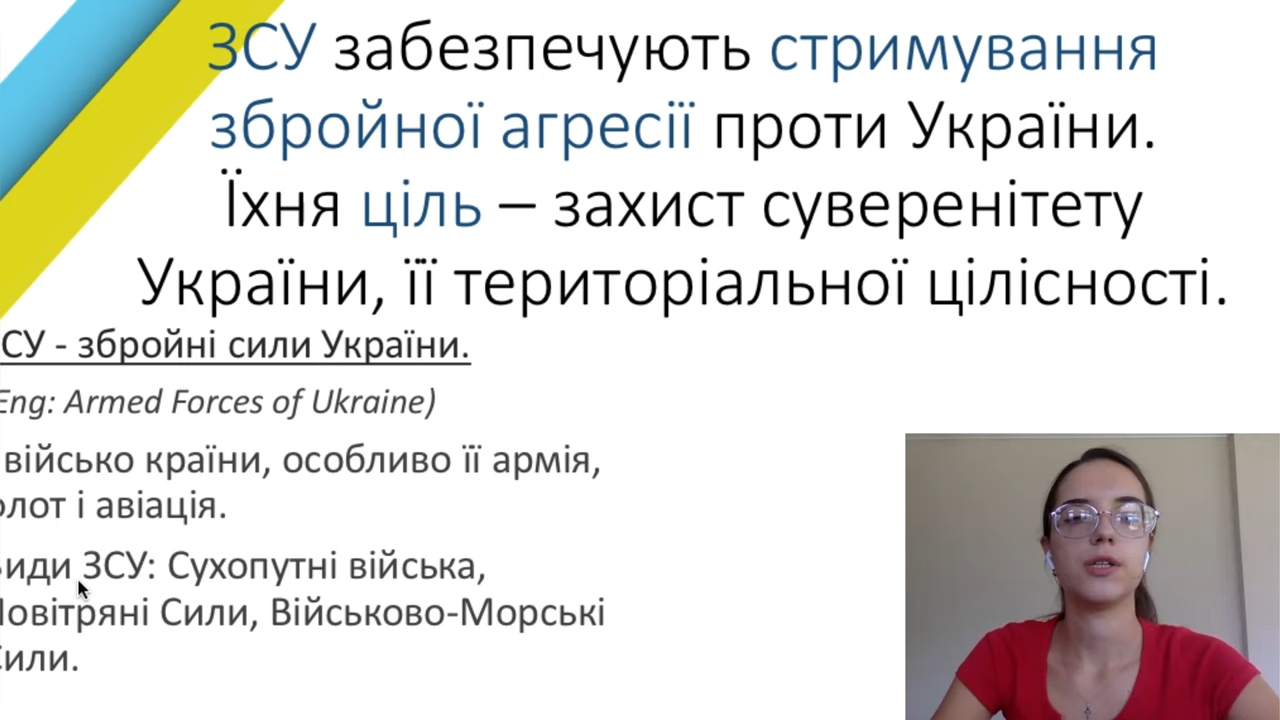 ЗСУ забезпечують стримування
збройної агресії проти України.
Їхня ціль – захист суверенітету
України, її територіальної цілісності.
СУ - збройні сили України.
Eng: Armed Forces of Ukraine)
військо країни, особливо її армія,
лот і авіація.
иди ЗСУ: Сухопутні війська,
овітряні Сили, Військово-Морські
Сили.